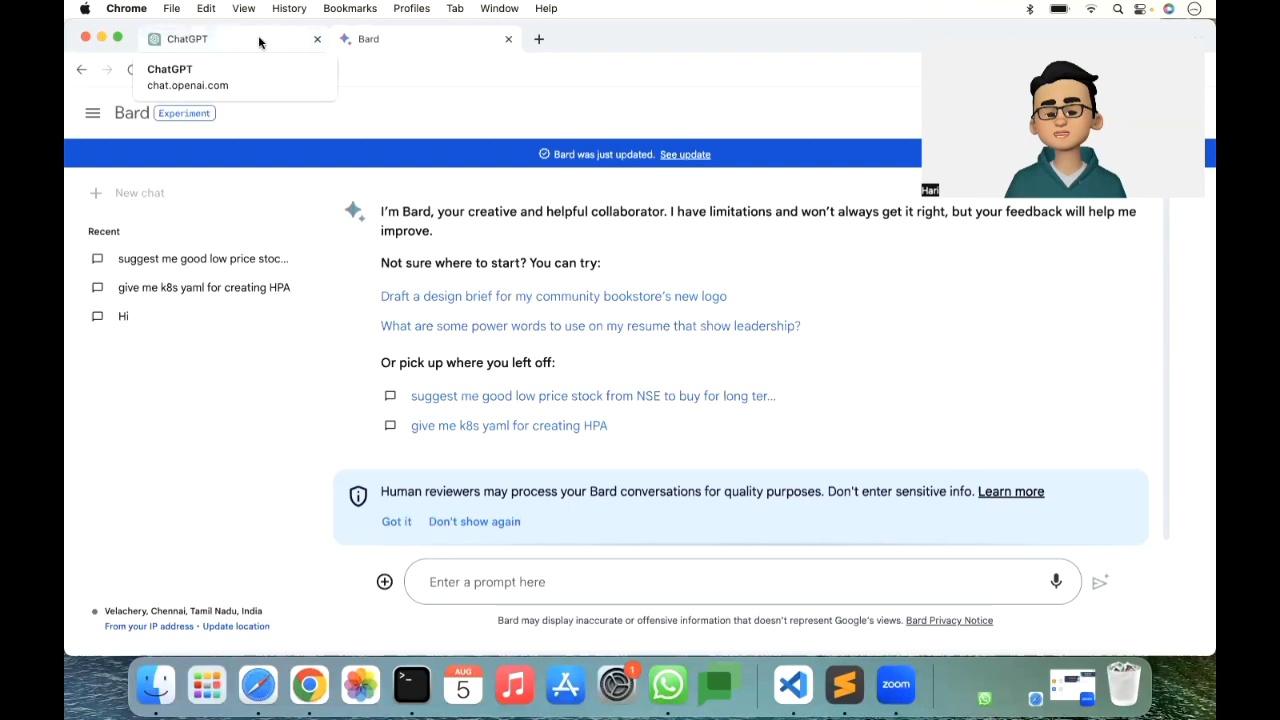 Chrome File Edit View History Bookmarks Profiles Tab Window Help
ChatGPT
Bard
ChatGPT
chat.openai.com
Bard Experiment
Bard was just updated. See update
Hari
New chat
Recent
suggest me good low price stoc...
give me k8s yaml for creating HPA
Hi
I'm Bard, your creative and helpful collaborator. I have limitations and won't always get it right, but your feedback will help me
improve.
Not sure where to start? You can try:
Draft a design brief for my community bookstore's new logo
What are some power words to use on my resume that show leadership?
Or pick up where you left off:
suggest me good low price stock from NSE to buy for long ter...
give me k8s yaml for creating HPA
Human reviewers may process your Bard conversations for quality purposes. Don't enter sensitive info. Learn more
Got it Don't show again
Enter a prompt here
Velachery, Chennai, Tamil Nadu, India
From your IP address • Update location
Bard may display inaccurate or offensive information that doesn't represent Google's views. Bard Privacy Notice
AUG
5
1
zoom